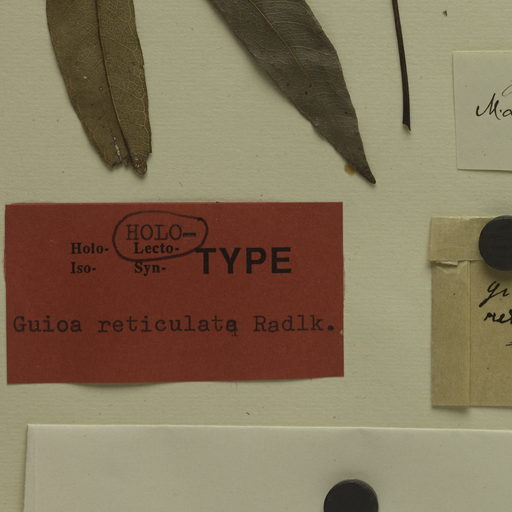 HOLO-
Holo- Lecto-
Iso- Syn- TYPE
Guioa reticulata Radlk.